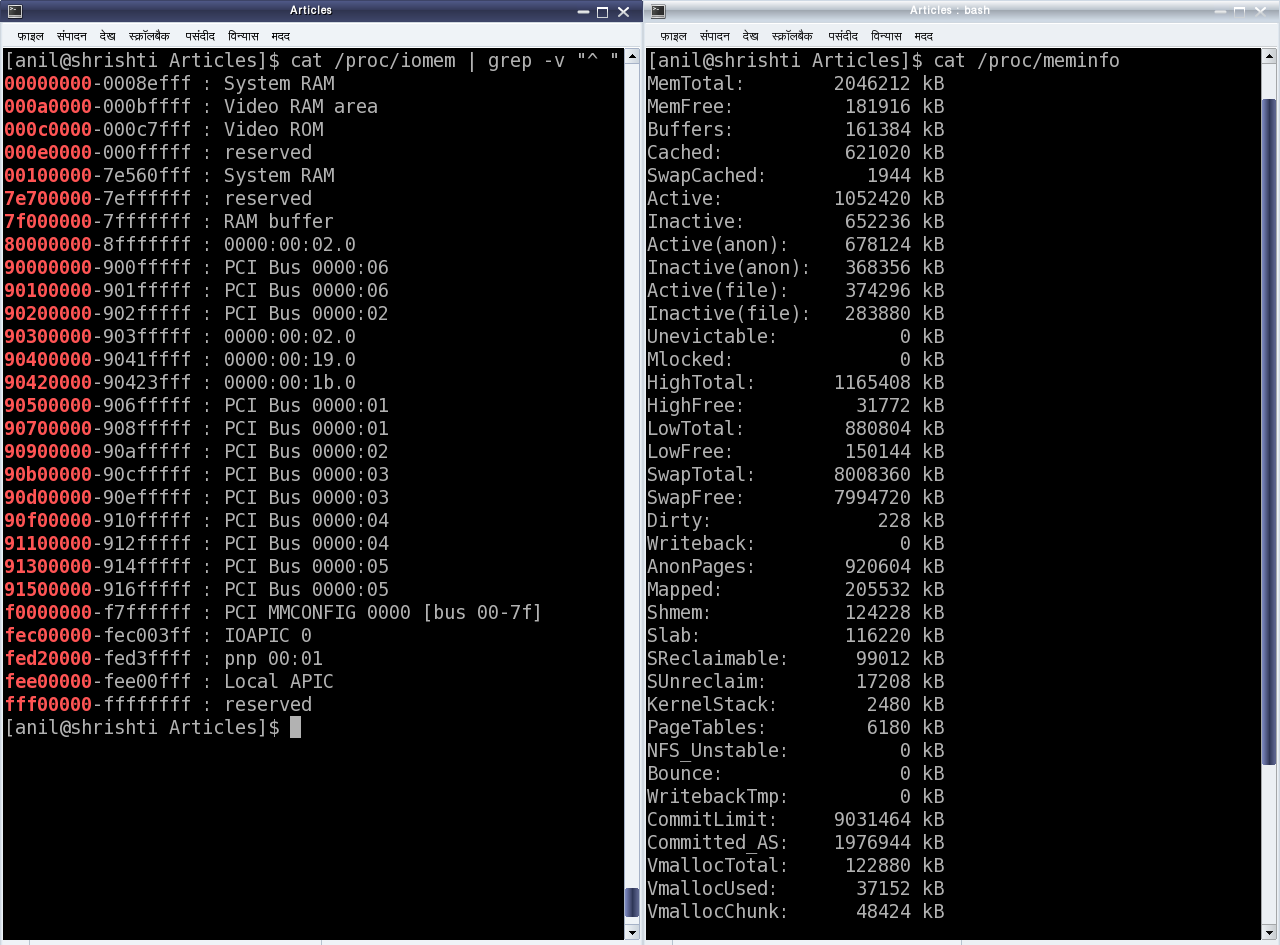 Articles
फ़ाइल संपादन देख स्क्रॉलबैक पसंदीद विन्यास मदद
[anil@shrishti Articles]$ cat /proc/iomem | grep -v "^ "
00000000-0008efff : System RAM
000a0000-000bffff : Video RAM area
000c0000-000c7fff : Video ROM
000e0000-000fffff : reserved
00100000-7e560fff : System RAM
7e700000-7effffff : reserved
7f000000-7fffffff : RAM buffer
80000000-8fffffff : 0000:00:02.0
90000000-900fffff : PCI Bus 0000:06
90100000-901fffff : PCI Bus 0000:06
90200000-902fffff : PCI Bus 0000:02
90300000-903fffff : 0000:00:02.0
90400000-9041ffff : 0000:00:19.0
90420000-90423fff : 0000:00:1b.0
90500000-906fffff : PCI Bus 0000:01
90700000-908fffff : PCI Bus 0000:01
90900000-90afffff : PCI Bus 0000:02
90b00000-90cfffff : PCI Bus 0000:03
90d00000-90efffff : PCI Bus 0000:03
90f00000-910fffff : PCI Bus 0000:04
91100000-912fffff : PCI Bus 0000:04
91300000-914fffff : PCI Bus 0000:05
91500000-916fffff : PCI Bus 0000:05
f0000000-f7ffffff : PCI MMCONFIG 0000 [bus 00-7f]
fec00000-fec003ff : IOAPIC 0
fed20000-fed3ffff : pnp 00:01
fee00000-fee00fff : Local APIC
fff00000-ffffffff : reserved
[anil@shrishti Articles]$
Articles : bash
फ़ाइल संपादन देख स्क्रॉलबैक पसंदीद विन्यास मदद
[anil@shrishti Articles]$ cat /proc/meminfo
MemTotal: 2046212 kB
MemFree: 181916 kB
Buffers: 161384 kB
Cached: 621020 kB
SwapCached: 1944 kB
Active: 1052420 kB
Inactive: 652236 kB
Active(anon): 678124 kB
Inactive(anon): 368356 kB
Active(file): 374296 kB
Inactive(file): 283880 kB
Unevictable: 0 kB
Mlocked: 0 kB
HighTotal: 1165408 kB
HighFree: 31772 kB
LowTotal: 880804 kB
LowFree: 150144 kB
SwapTotal: 8008360 kB
SwapFree: 7994720 kB
Dirty: 228 kB
Writeback: 0 kB
AnonPages: 920604 kB
Mapped: 205532 kB
Shmem: 124228 kB
Slab: 116220 kB
SReclaimable: 99012 kB
SUnreclaim: 17208 kB
KernelStack: 2480 kB
PageTables: 6180 kB
NFS_Unstable: 0 kB
Bounce: 0 kB
WritebackTmp: 0 kB
CommitLimit: 9031464 kB
Committed_AS: 1976944 kB
VmallocTotal: 122880 kB
VmallocUsed: 37152 kB
VmallocChunk: 48424 kB